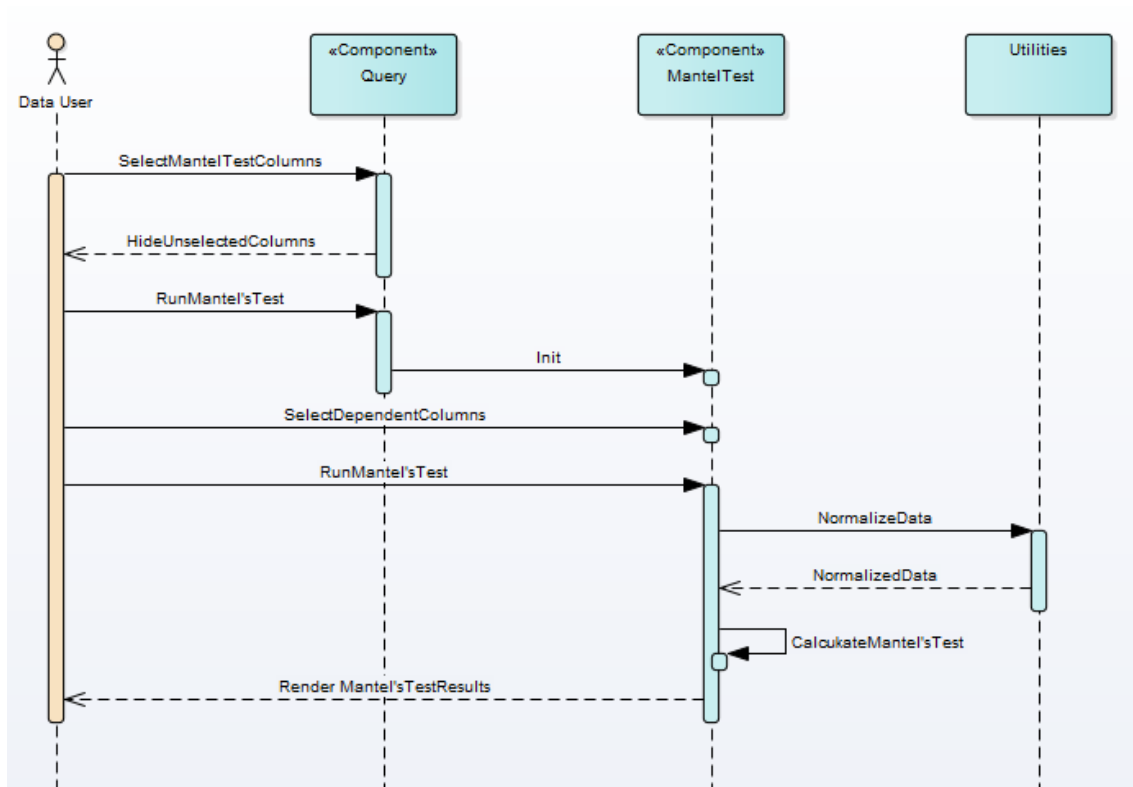 «Component»
Query
«Component»
MantelTest
Utilities
Data User
SelectMantelTestColumns
HideUnselectedColumns
RunMantel'sTest
Init
SelectDependentColumns
RunMantel'sTest
NormalizeData
NormalizedData
CalcukateMantel'sTest
Render Mantel'sTestResults